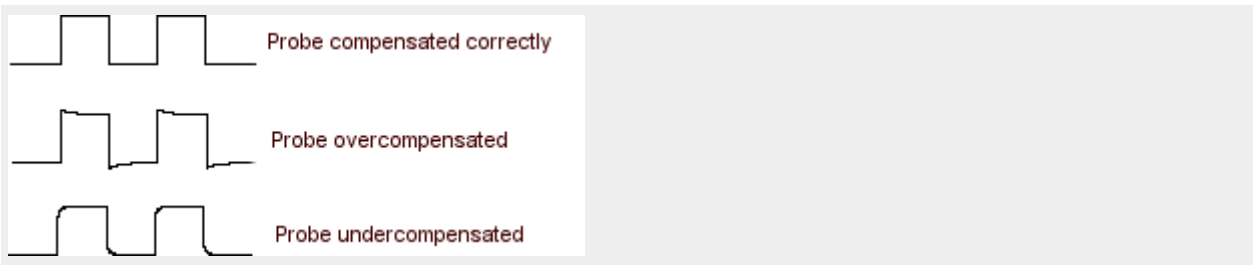 Probe compensated correctly
Probe overcompensated
Probe undercompensated